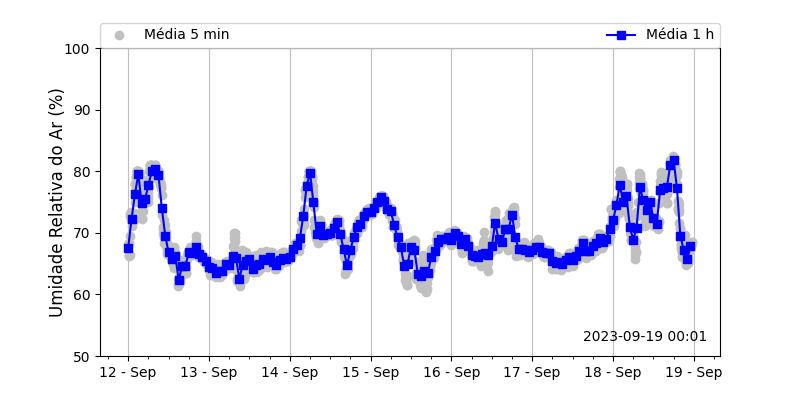 Média 5 min
Média 1 h
Umidade Relativa do Ar (%)
100
90
80
70
60
50
2023-09-19 00:01
12 - Sep
13 - Sep
14 - Sep
15 - Sep
16 - Sep
17 - Sep
18 - Sep
19 - Sep